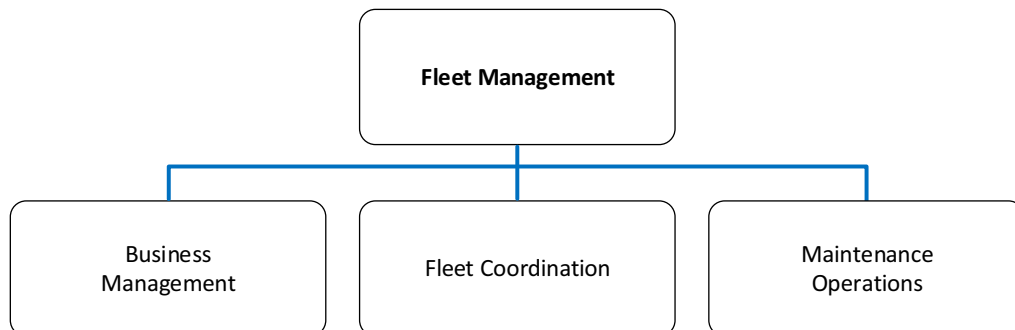 Fleet Management
Business
Management
Fleet Coordination
Maintenance
Operations